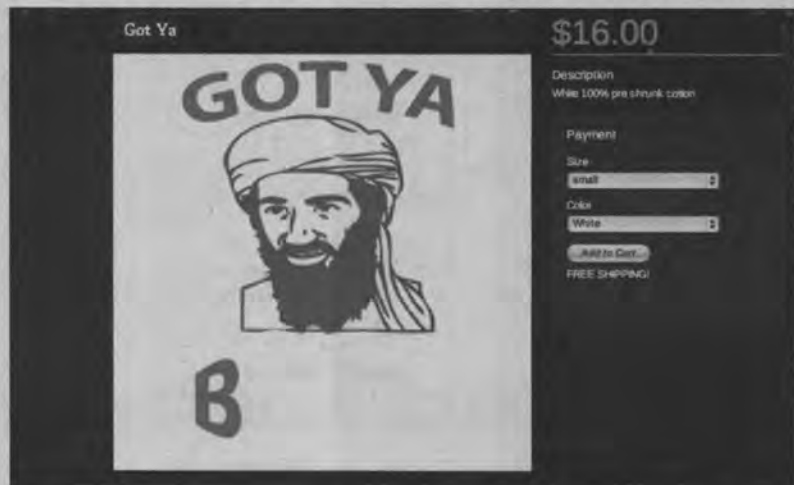 Got Ya
GOT YA
B
$16.00
Description
White 100% pre shrunk cotton
Payment
Size
small
Color
White
Add to Cart
FREE SHIPPING!